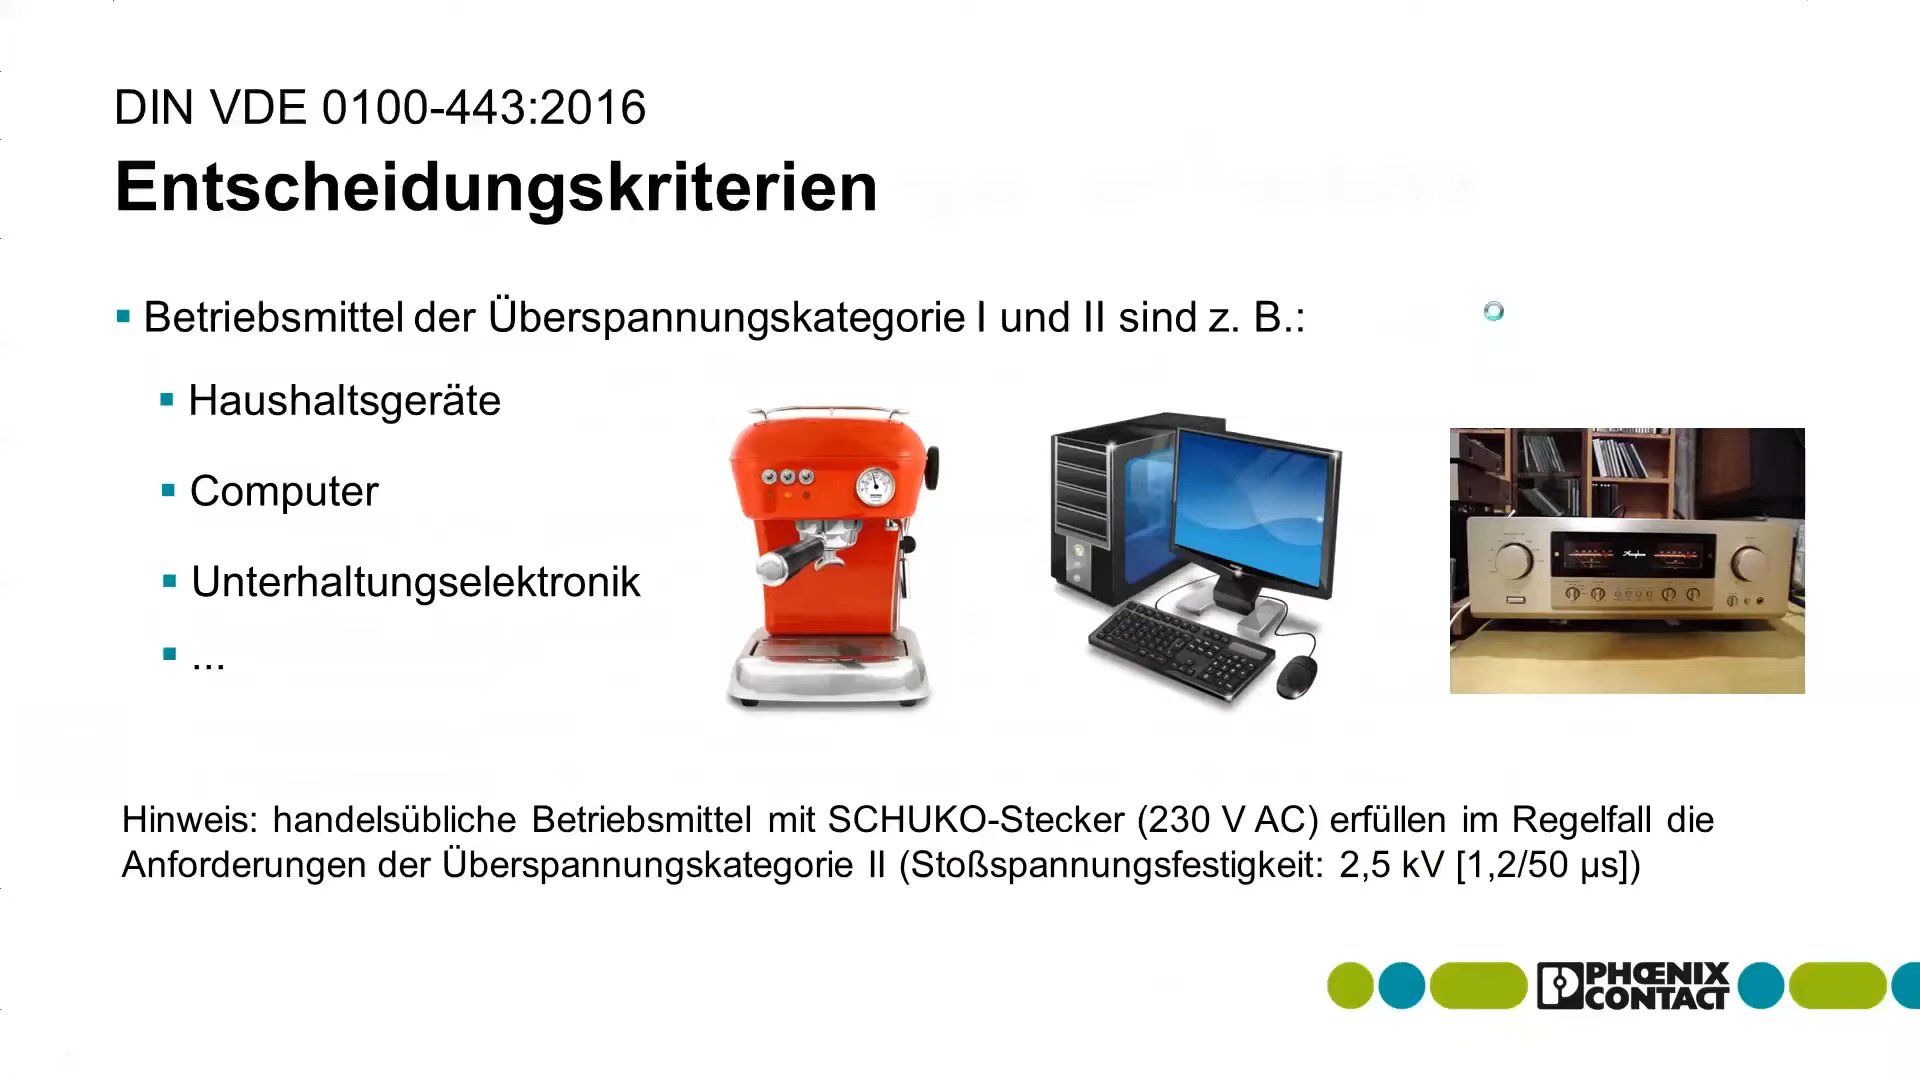 DIN VDE 0100-443:2016
Entscheidungskriterien
Betriebsmittel der Überspannungskategorie I und II sind z. B.:
Haushaltsgeräte
Computer
Unterhaltungselektronik
...
Hinweis: handelsübliche Betriebsmittel mit SCHUKO-Stecker (230 V AC) erfüllen im Regelfall die
Anforderungen der Überspannungskategorie II (Stoßspannungsfestigkeit: 2,5 kV [1,2/50 µs])
PHŒNIX
CONTACT